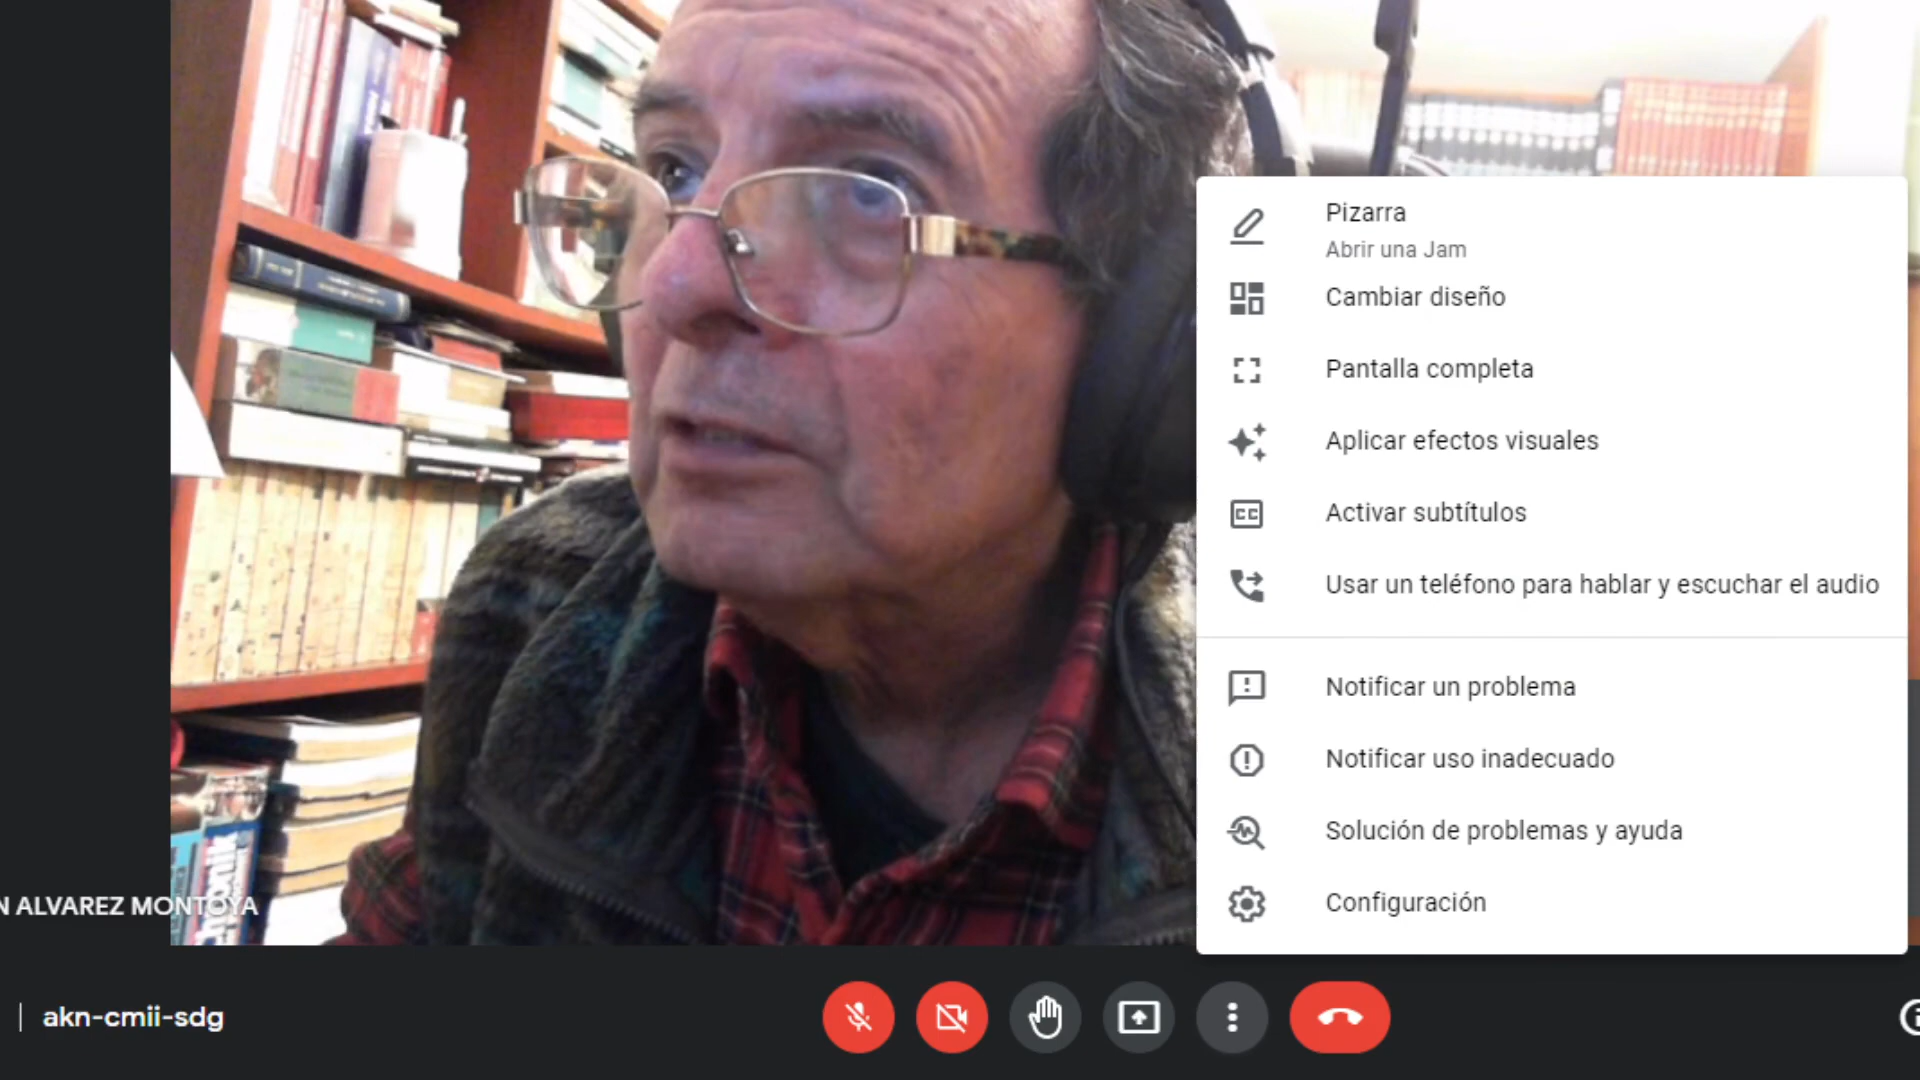 Pizarra
Abrir una Jam
Cambiar diseño
Pantalla completa
Aplicar efectos visuales
Activar subtítulos
Usar un teléfono para hablar y escuchar el audio
Notificar un problema
Notificar uso inadecuado
Solución de problemas y ayuda
Configuración
N ALVAREZ MONTOYA
akn-cmii-sdg